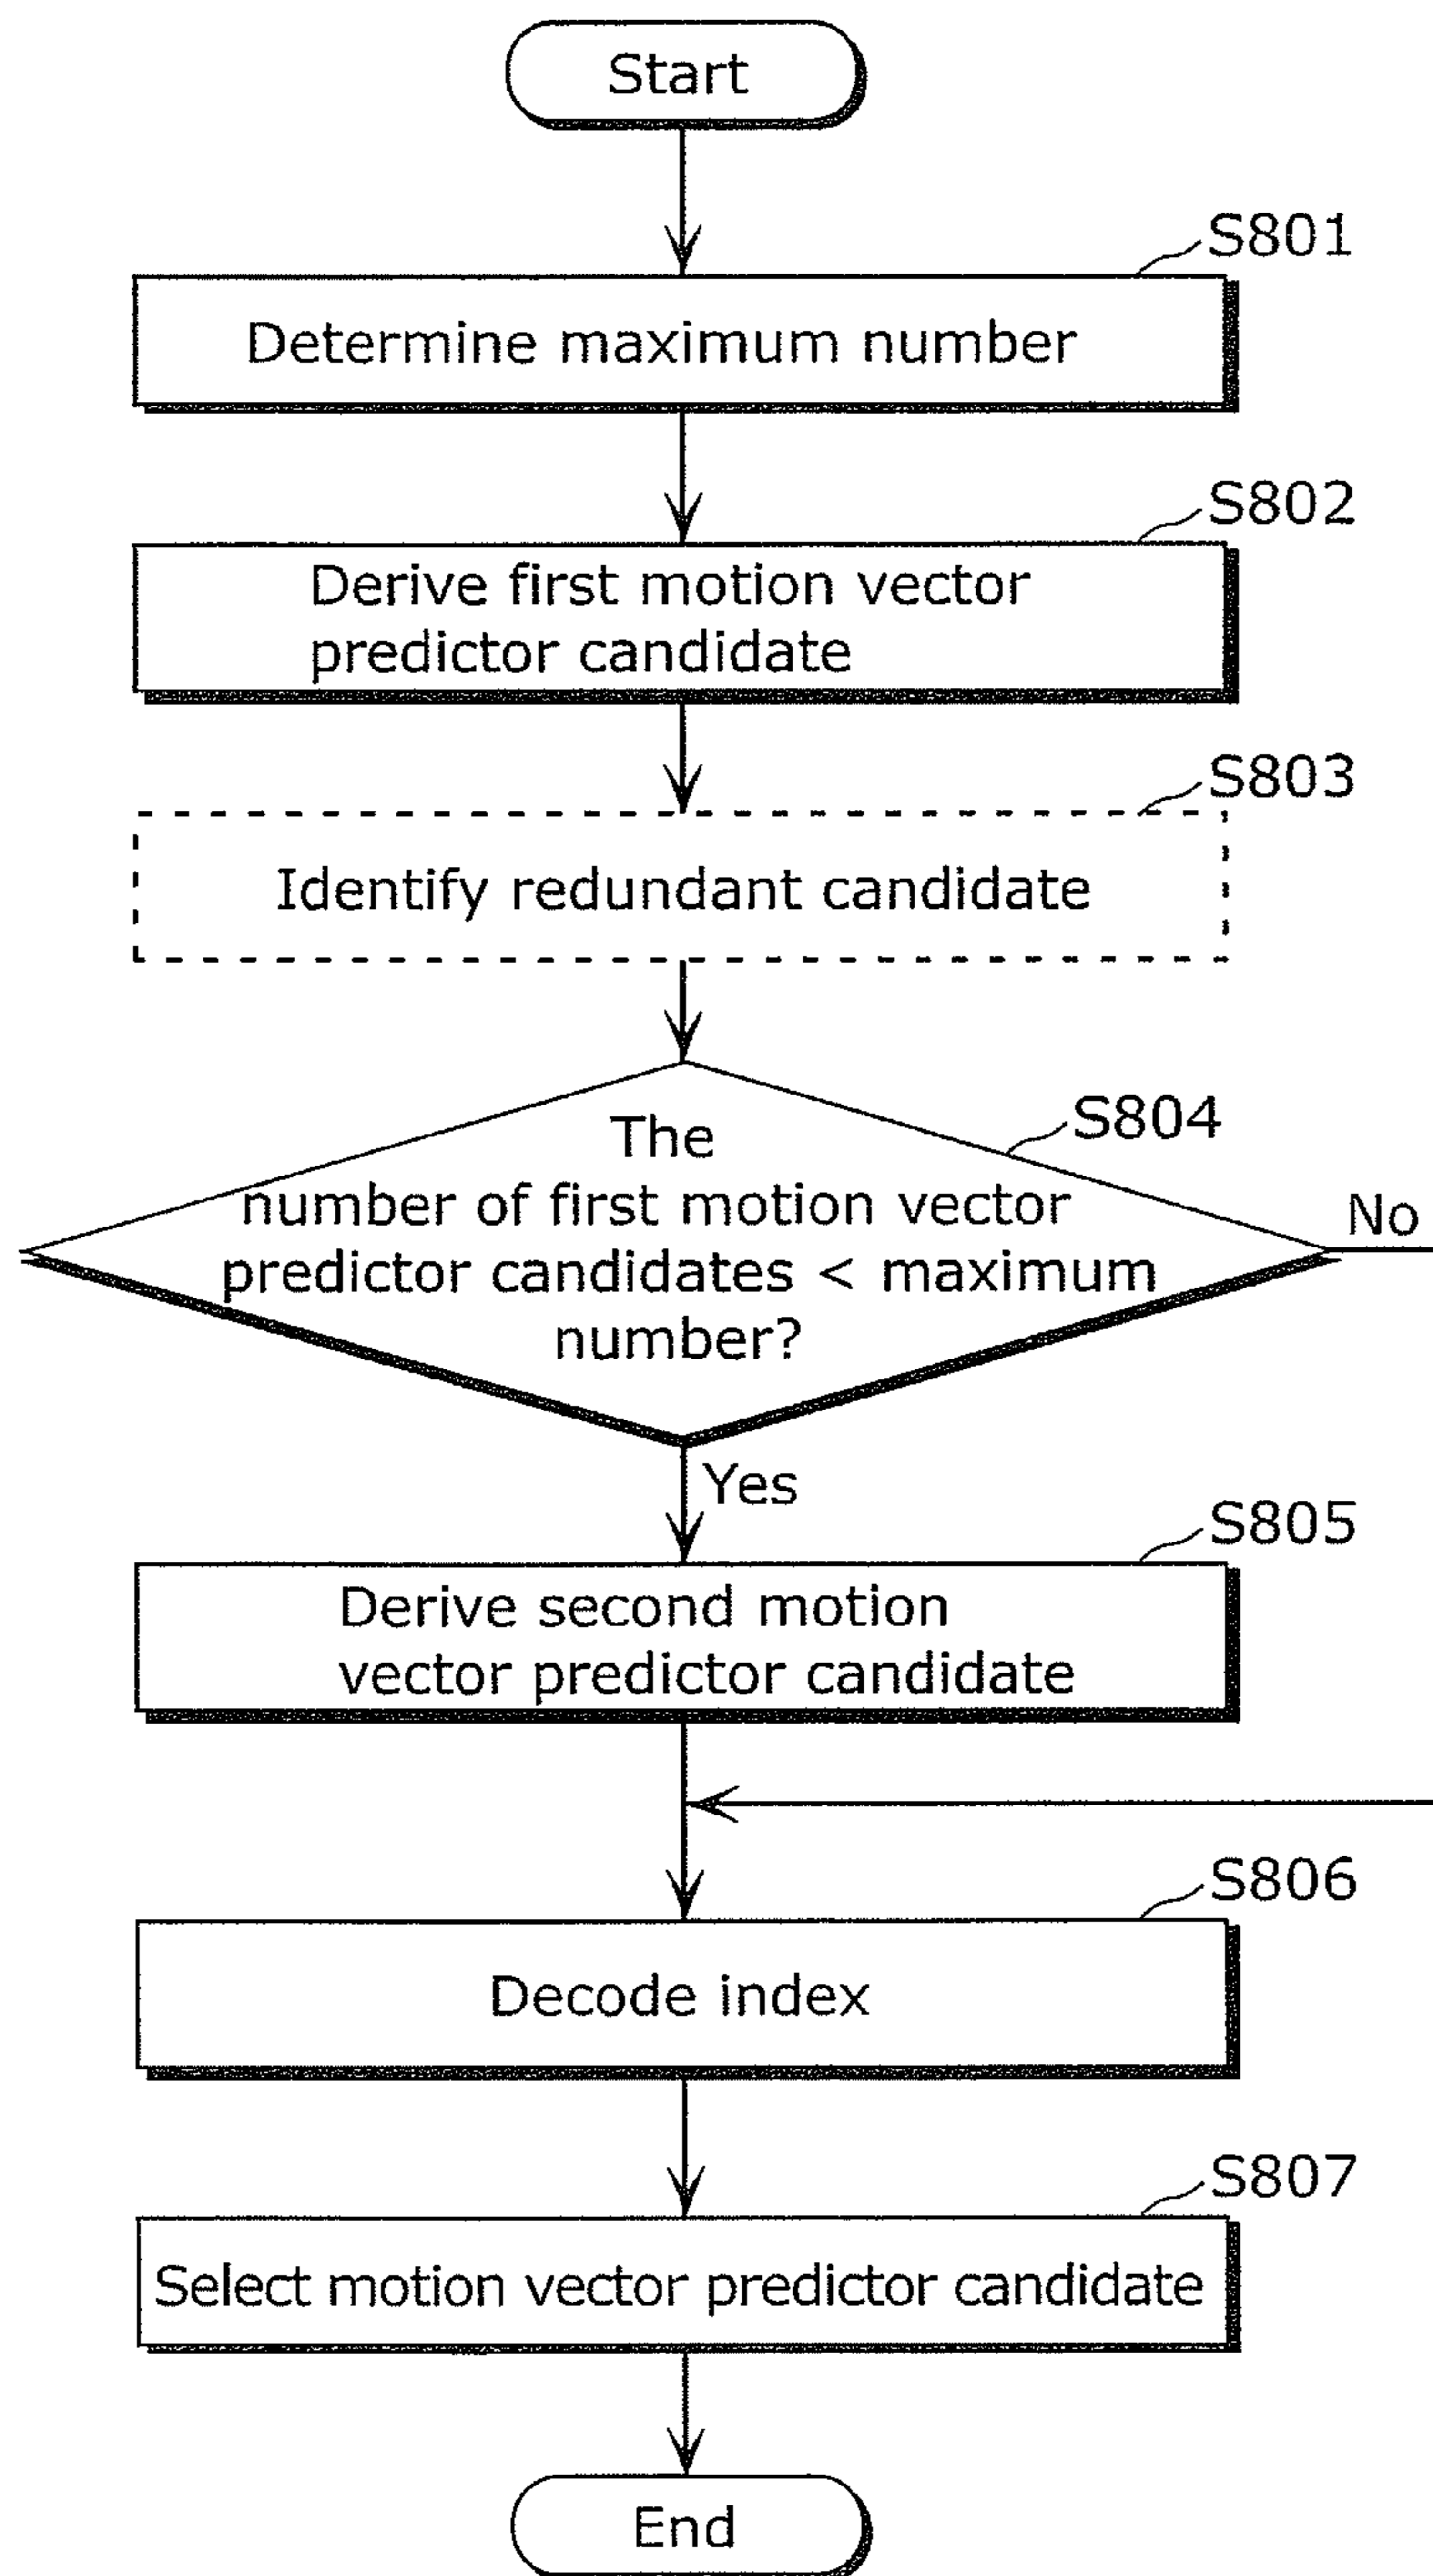 Start
S801
Determine maximum number
S802
Derive first motion vector
predictor candidate
S803
Identify redundant candidate
S804
The
number of first motion vector
predictor candidates < maximum
number?
No
Yes
S805
Derive second motion
vector predictor candidate
S806
Decode index
S807
Select motion vector predictor candidate
End